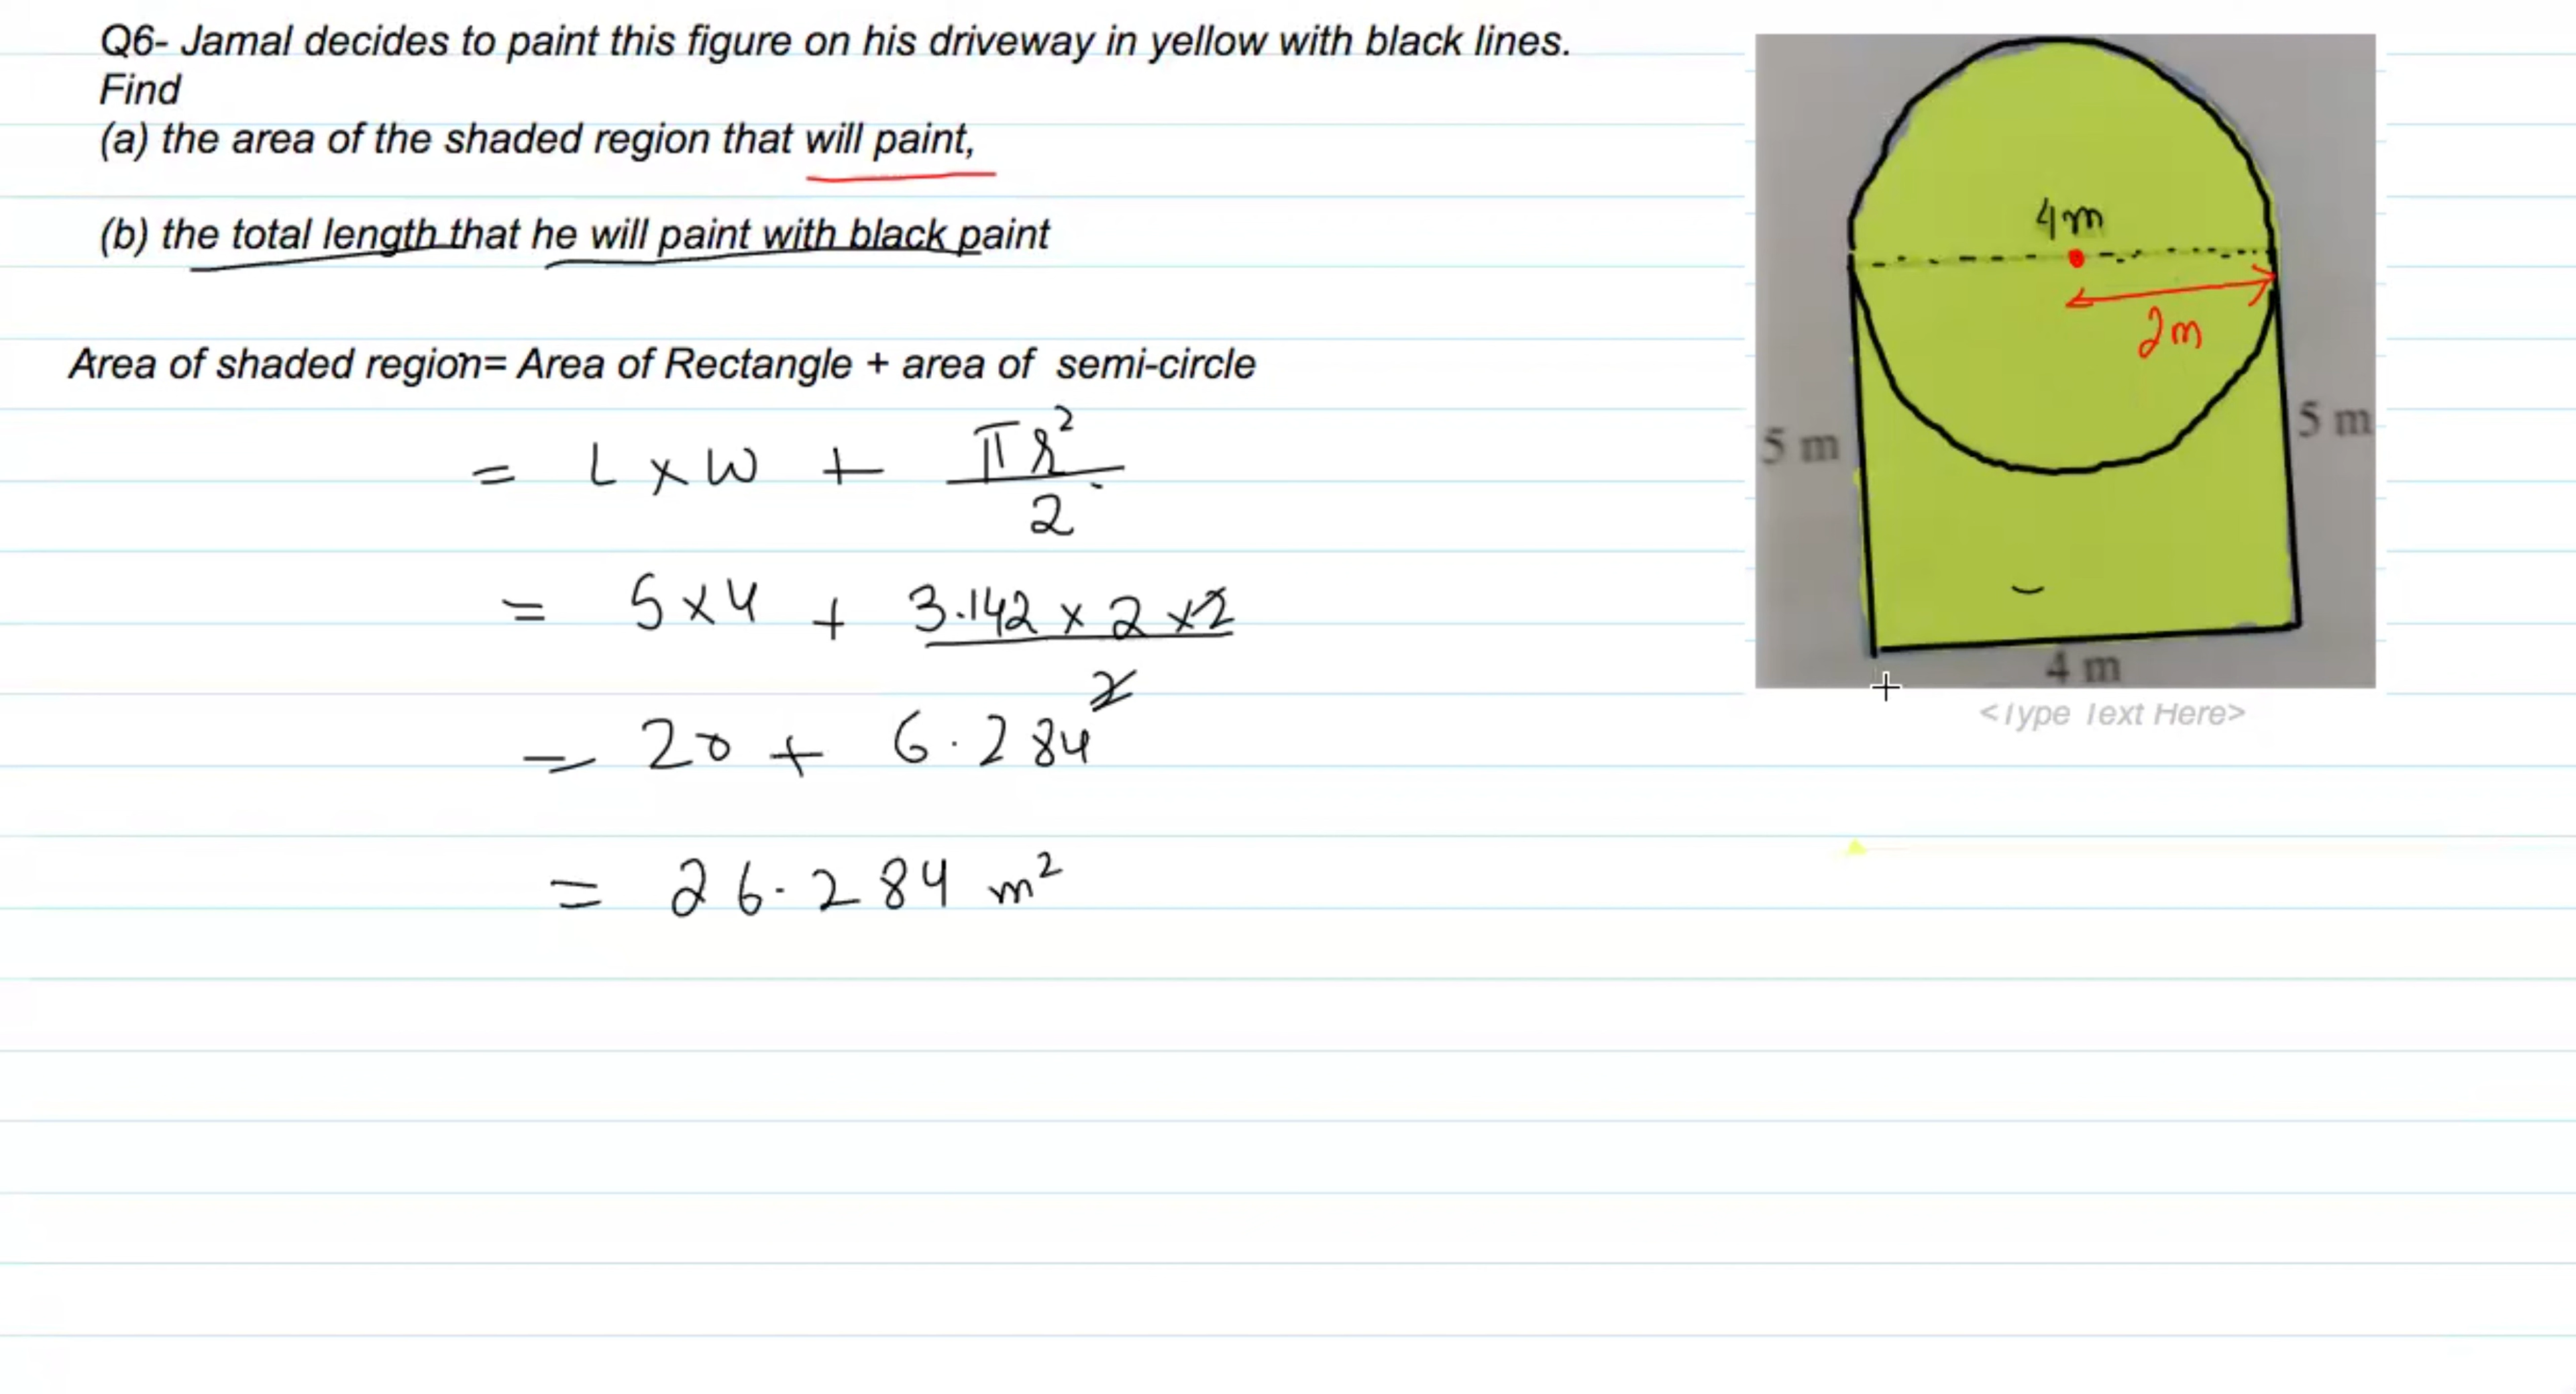 Q6- Jamal decides to paint this figure on his driveway in yellow with black lines.
Find
(a) the area of the shaded region that will paint,
(b) the total length that he will paint with black paint
Area of shaded region= Area of Rectangle + area of semi-circle
= L x W + πr²/2
= 5x4 + 3.142 x 2 x2/2
= 20 + 6.284
= 26.284 m²
4m
2m
5 m
5 m
4 m
<Type Text Here>